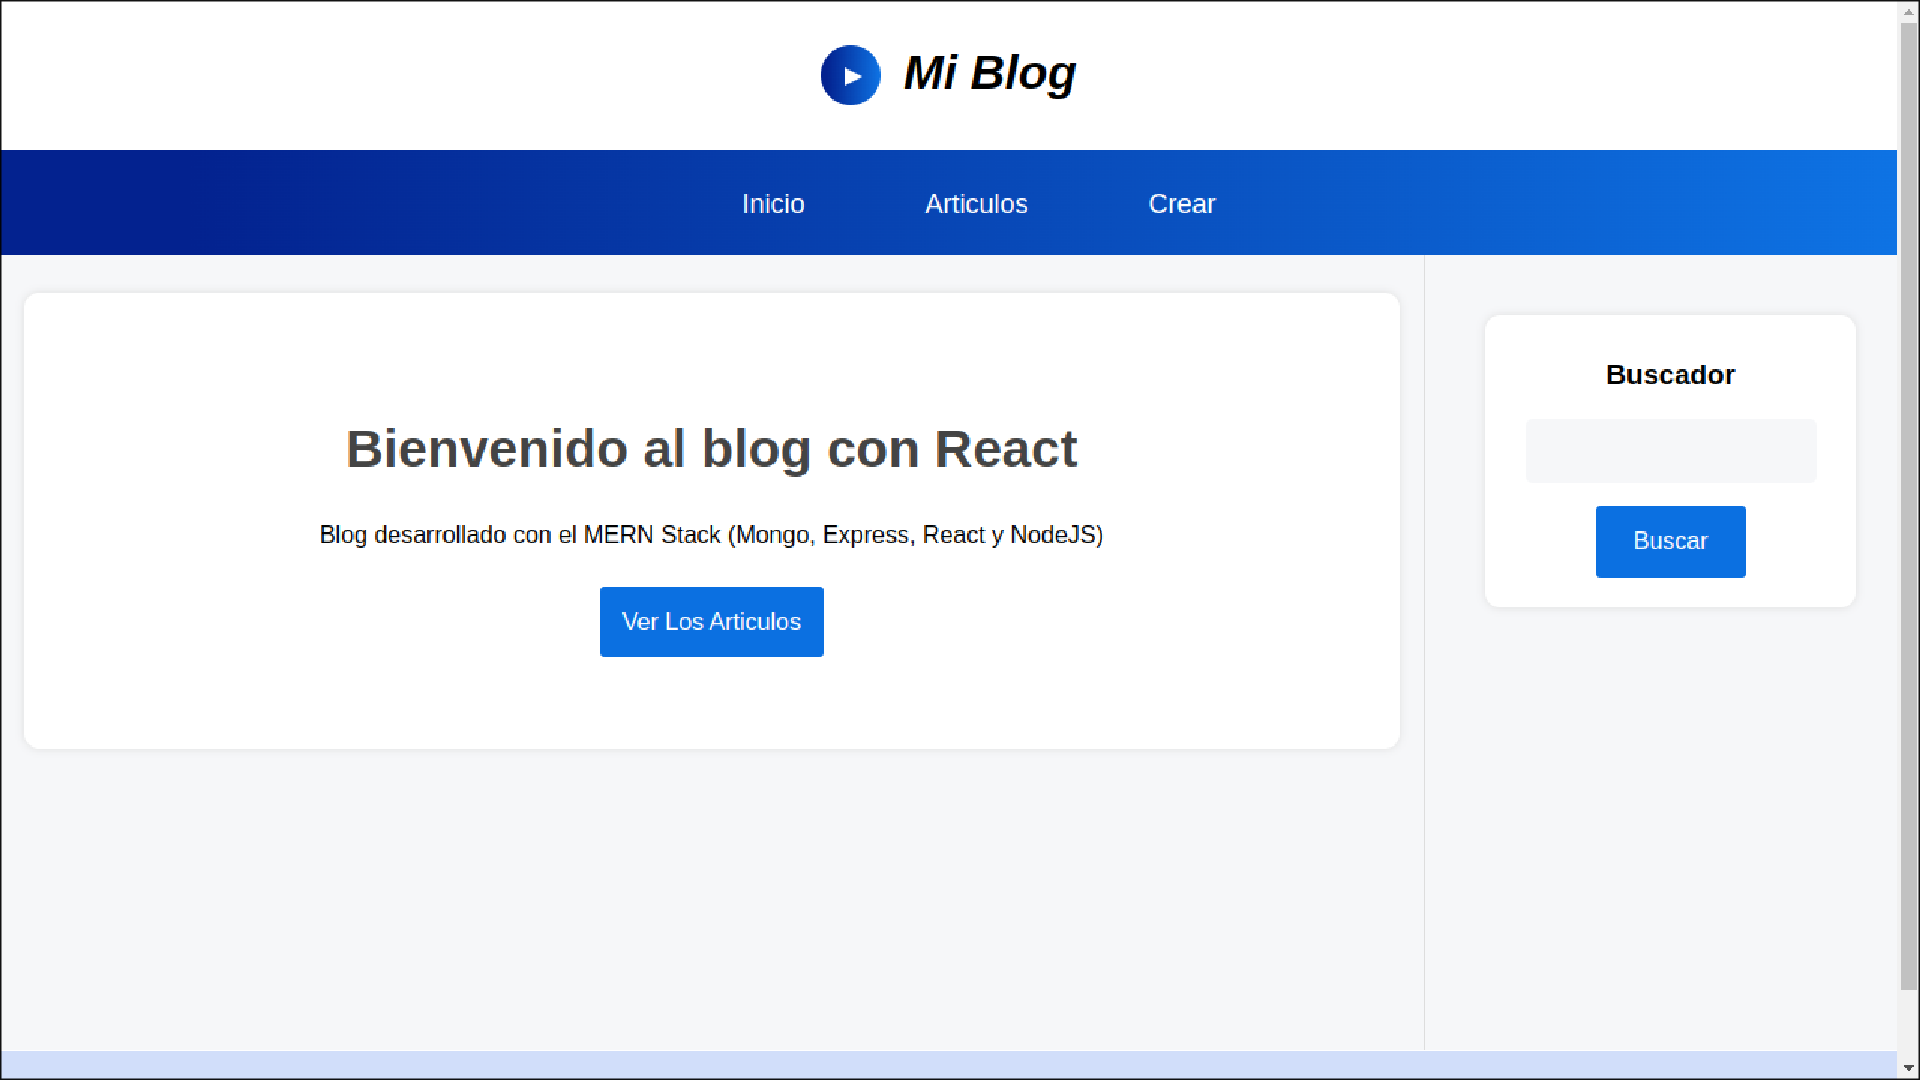 Mi Blog
Inicio Articulos Crear
Bienvenido al blog con React
Blog desarrollado con el MERN Stack (Mongo, Express, React y NodeJS)
Ver Los Articulos
Buscador
Buscar